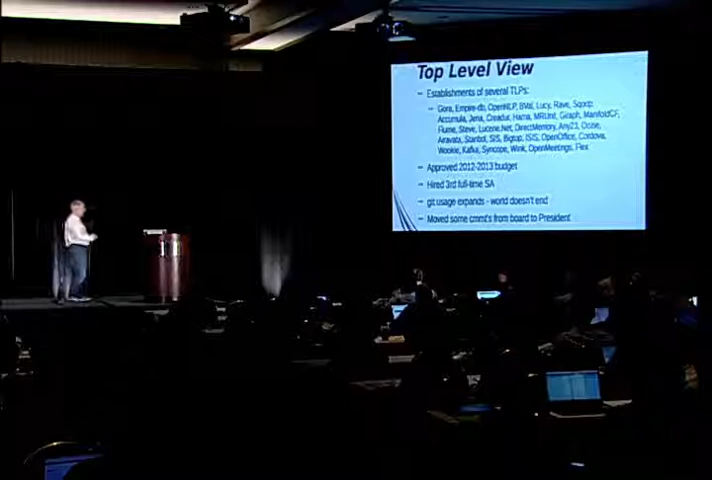 Top Level View
– Establishments of several TLPs:
– Gora, Empire-db, OpenNLP, BVal, Lucy, Rave, Sqoop
Accumula, Jena, Creadur, Hama, MRUnit, Giraph, ManifoldCF,
Flume, Steve, Lucene.Net, DirectMemory, Any23, Oozie,
Airavata, Stanbol, SIS, Bigtop, ISIS, OpenOffice, Cordova,
Wookie, Kafka, Syncope, Wink, OpenMeetings, Flex
– Approved 2012-2013 budget
– Hired 3rd full-time SA
– git usage expands - world doesn't end
– Moved some cmmt's from board to President